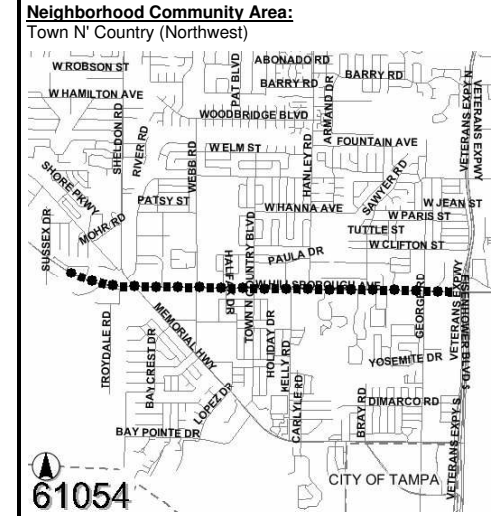 Neighborhood Community Area:
Town N' Country (Northwest)
W ROBSON ST
ABONADO RD
BARRY RD
BARRY RD
W HAMILTON AVE
PAT BLVD
ARMAND DR
VETERANS EXPY N
VETERANS EXPWY
WOODBRIDGE BLVD
SHELDON RD
RIVER RD
WEBB RD
W ELM ST
HANLEY RD
FOUNTAIN AVE
SHORE PKWY
SAWYER RD
PATSY ST
W HANNA AVE
W JEAN ST
W PARIS ST
MOHR RD
TUTTLE ST
W CLIFTON ST
SUSSEX DR
TOWN N COUNTRY BLVD
PAULA DR
W HILLSBOROUGH AVE
GEORGE RD
VETERANS EXPWY
EISENHOWER BLVD S
TROYDALE RD
MEMORIAL HWY
BAY CREST DR
HOLIDAY DR
KELLY RD
YOSEMITE DR
LOPEZ DR
CARLYLE RD
BRAY RD
DIMARCO RD
BAY POINTE DR
VETERANS EXPY S
CITY OF TAMPA
61054